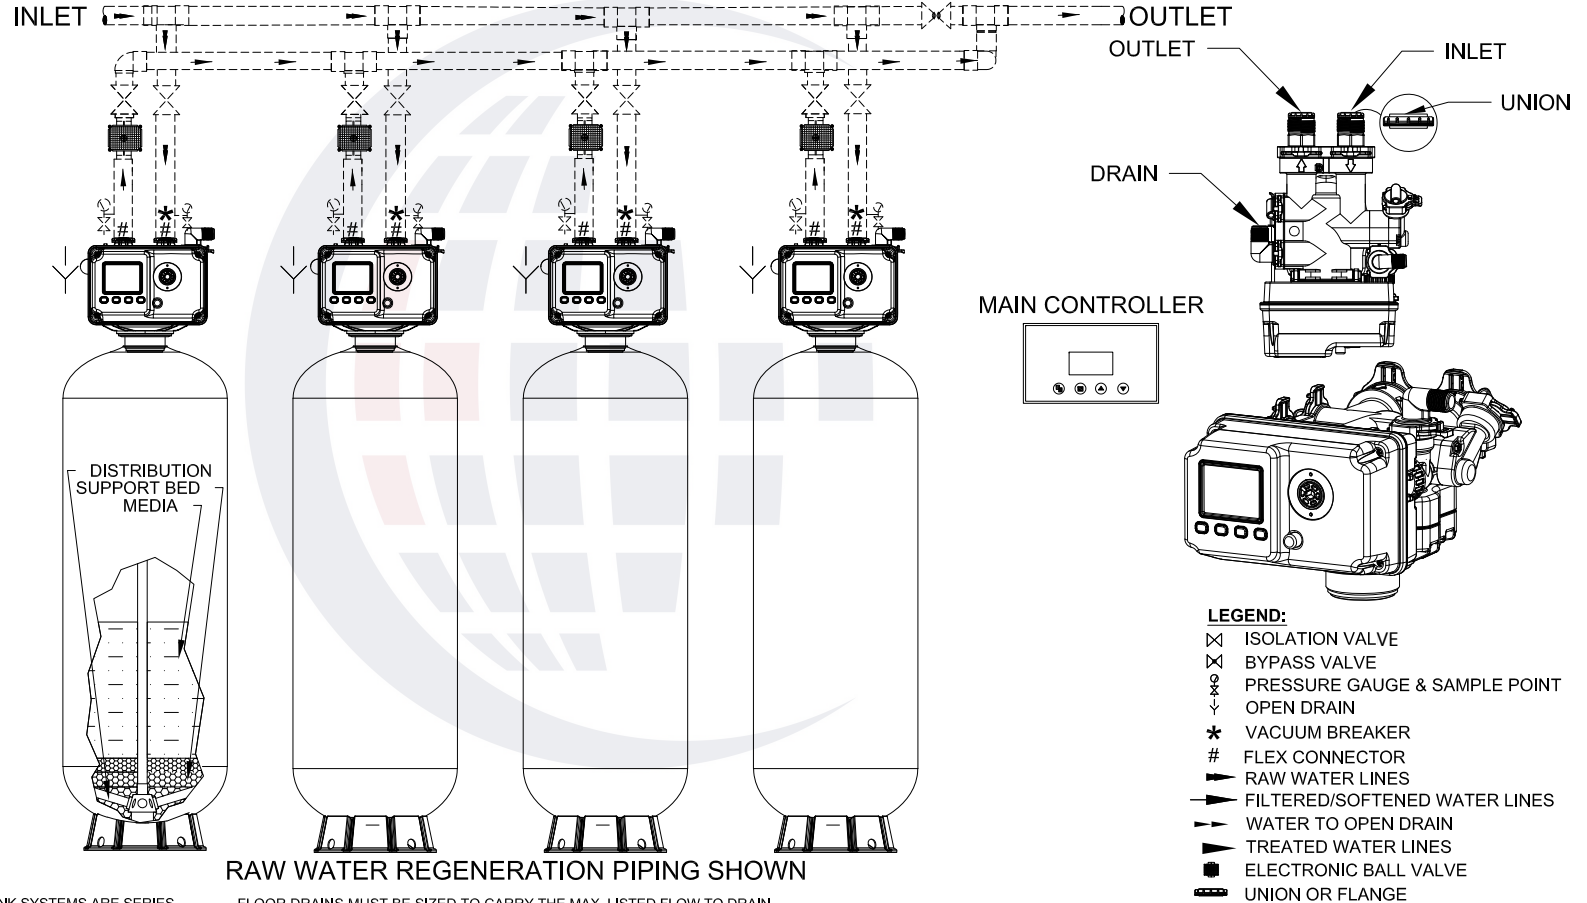 INLET
OUTLET
OUTLET
INLET
UNION
DRAIN
MAIN CONTROLLER
DISTRIBUTION
SUPPORT BED
MEDIA
LEGEND:
ISOLATION VALVE
BYPASS VALVE
PRESSURE GAUGE & SAMPLE POINT
OPEN DRAIN
* VACUUM BREAKER
# FLEX CONNECTOR
RAW WATER LINES
FILTERED/SOFTENED WATER LINES
WATER TO OPEN DRAIN
TREATED WATER LINES
ELECTRONIC BALL VALVE
UNION OR FLANGE
RAW WATER REGENERATION PIPING SHOWN
SYSTEMS ARE SERIES
FLOOR DRAINS MUST BE SIZED TO CARRY THE MAX. LISTED FLOW TO DRAIN